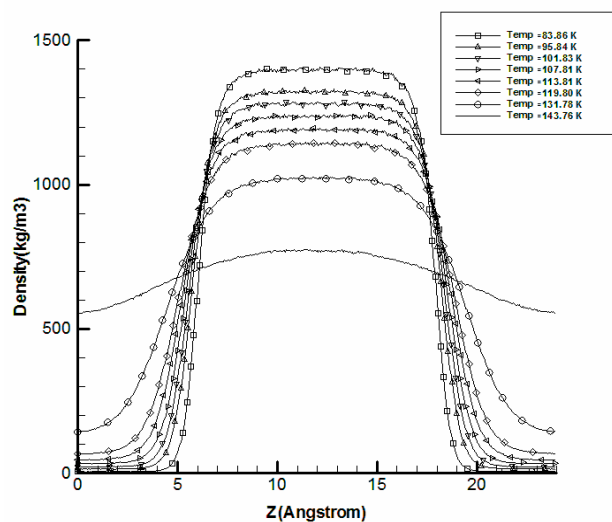 Temp =83.86 K
Temp =95.84 K
Temp =101.83 K
Temp =107.81 K
Temp =113.81 K
Temp =119.80 K
Temp =131.78 K
Temp =143.76 K
1500
1000
500
0
Density(kg/m3)
0 5 10 15 20
Z(Angstrom)